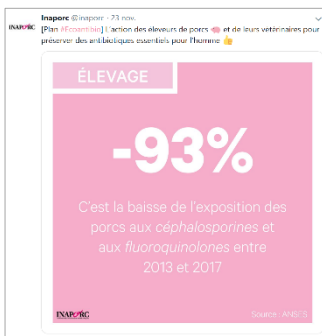 Inaporc @inaporc · 23 nov.
INAPORC
[Plan #Ecoantibio] L'action des éleveurs de porcs 🐖 et de leurs vétérinaires pour
préserver des antibiotiques essentiels pour l'homme 👍
ÉLEVAGE
-93%
C'est la baisse de l'exposition des
porcs aux céphalosporines et
aux fluoroquinolones entre
2013 et 2017
INAPORC
Source : ANSES